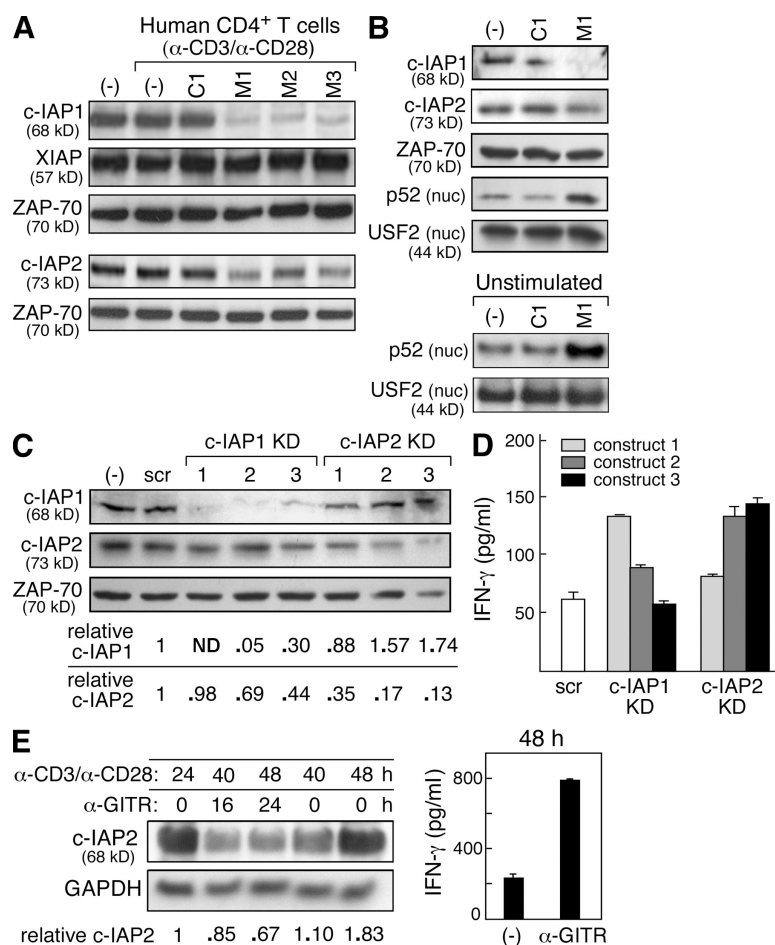 A
Human CD4+ T cells
(α-CD3/α-CD28)
(-) (-) C1 M1 M2 M3
c-IAP1
(68 kD)
XIAP
(57 kD)
ZAP-70
(70 kD)
c-IAP2
(73 kD)
ZAP-70
(70 kD)
B
(-) C1 M1
c-IAP1
(68 kD)
c-IAP2
(73 kD)
ZAP-70
(70 kD)
p52 (nuc)
USF2 (nuc)
(44 kD)
Unstimulated
(-) C1 M1
p52 (nuc)
USF2 (nuc)
(44 kD)
C
c-IAP1 KD c-IAP2 KD
(-) scr 1 2 3 1 2 3
c-IAP1
(68 kD)
c-IAP2
(73 kD)
ZAP-70
(70 kD)
relative
c-IAP1 1 ND .05 .30 .88 1.57 1.74
relative
c-IAP2 1 .98 .69 .44 .35 .17 .13
D
IFN-γ (pg/ml)
200
150
100
50
construct 1
construct 2
construct 3
scr c-IAP1 c-IAP2
KD KD
E
α-CD3/α-CD28: 24 40 48 40 48 h
α-GITR: 0 16 24 0 0 h
c-IAP2
(68 kD)
GAPDH
relative c-IAP2 1 .85 .67 1.10 1.83
48 h
IFN-γ (pg/ml)
800
400
0
(-) α-GITR